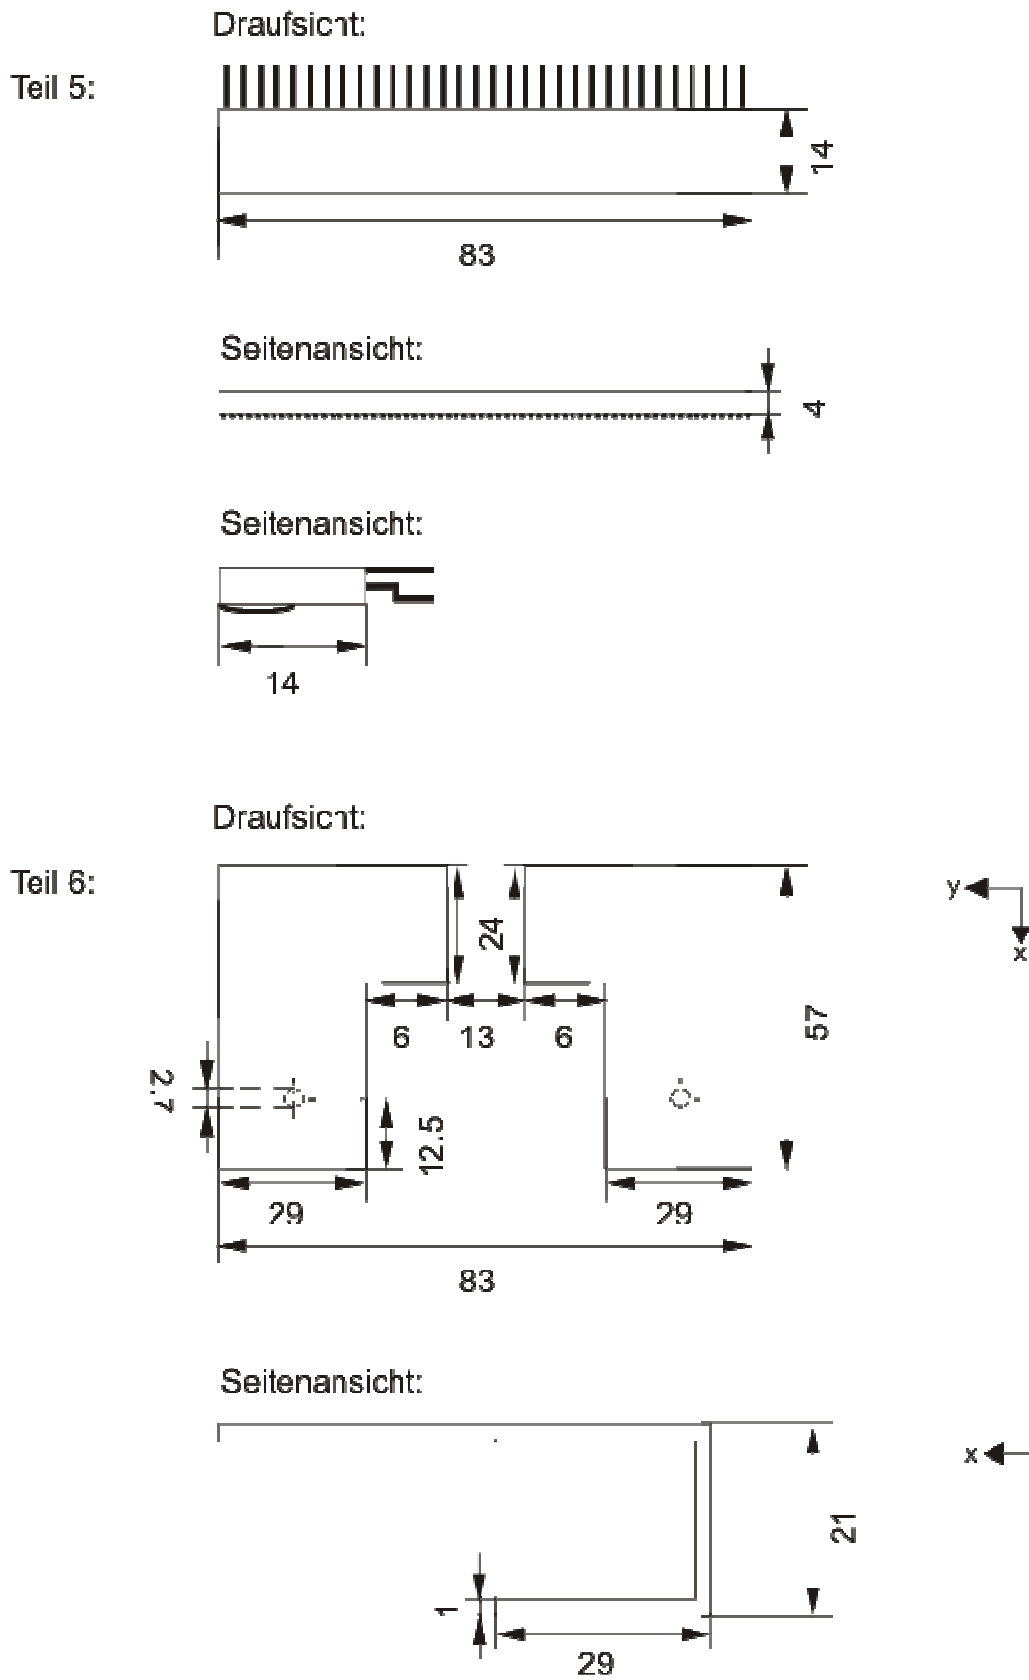 Draufsicht:
Teil 5:
14
83
Seitenansicht:
4
Seitenansicht:
14
Draufsicht:
Teil 6:
y
x
24
6 13 6
57
2.7
12.5
29 29
83
Seitenansicht:
x
21
1
29